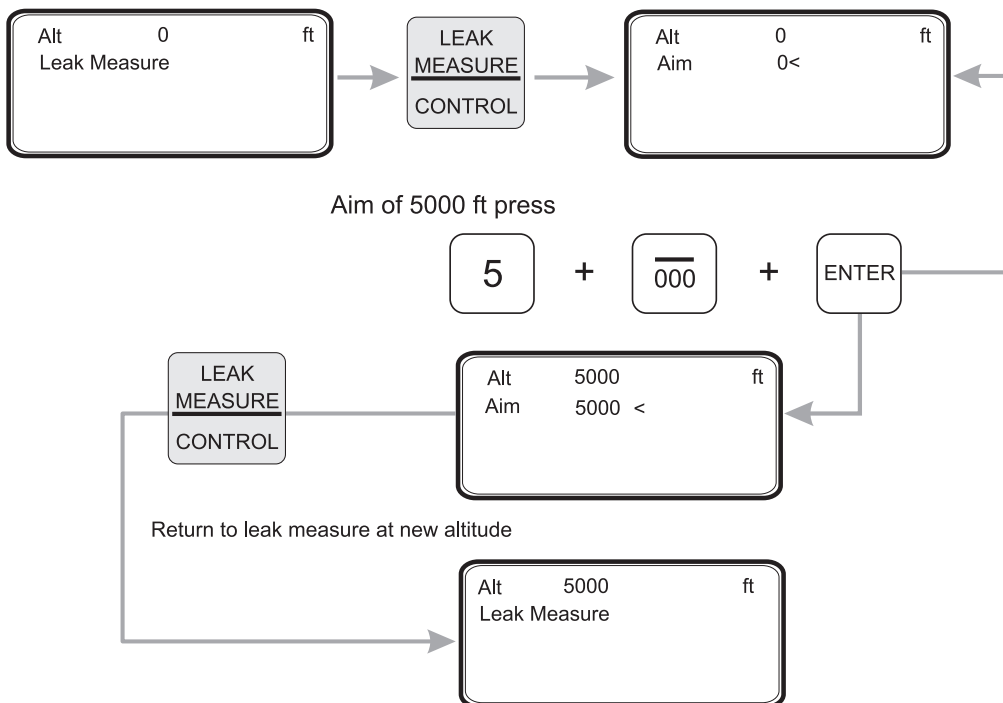 Alt 0 ft
Leak Measure
LEAK
MEASURE
CONTROL
Alt 0 ft
Aim 0<
Aim of 5000 ft press
5 + 000 + ENTER
LEAK
MEASURE
CONTROL
Alt 5000 ft
Aim 5000 <
Return to leak measure at new altitude
Alt 5000 ft
Leak Measure